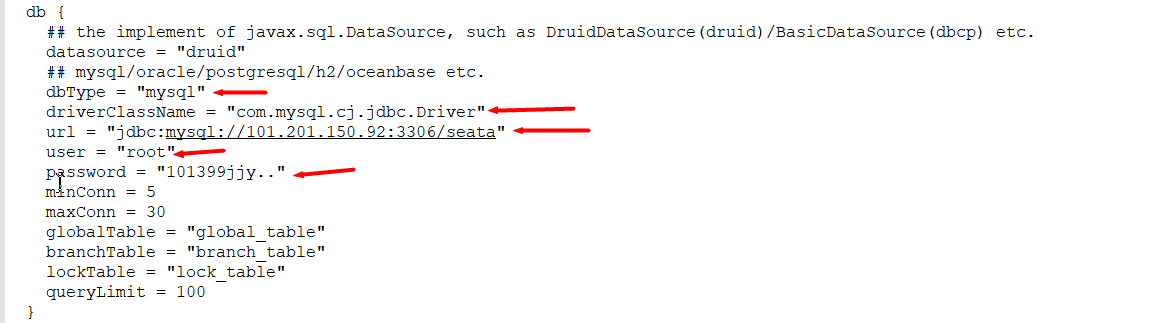 db {
## the implement of javax.sql.DataSource, such as DruidDataSource(druid)/BasicDataSource(dbcp) etc.
datasource = "druid"
## mysql/oracle/postgresql/h2/oceanbase etc.
dbType = "mysql"
driverClassName = "com.mysql.cj.jdbc.Driver"
url = "jdbc:mysql://101.201.150.92:3306/seata"
user = "root"
password = "101399jjy.."
minConn = 5
maxConn = 30
globalTable = "global_table"
branchTable = "branch_table"
lockTable = "lock_table"
queryLimit = 100
}